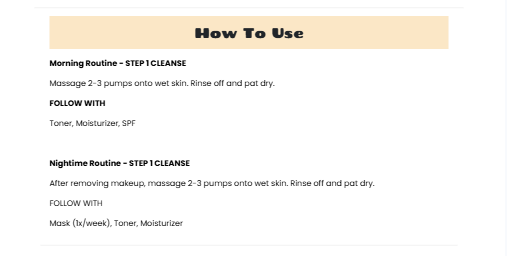 How To Use
Morning Routine - STEP 1 CLEANSE
Massage 2-3 pumps onto wet skin. Rinse off and pat dry.
FOLLOW WITH
Toner, Moisturizer, SPF
Nightime Routine - STEP 1 CLEANSE
After removing makeup, massage 2-3 pumps onto wet skin. Rinse off and pat dry.
FOLLOW WITH
Mask (1x/week), Toner, Moisturizer